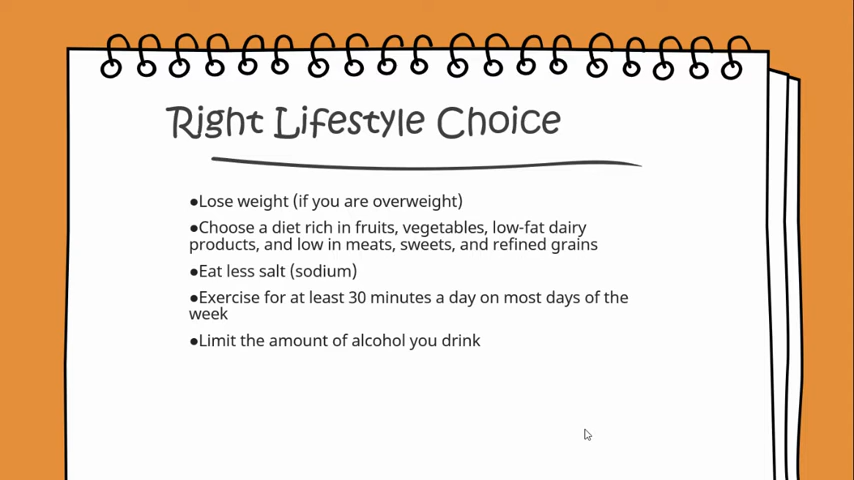 Right Lifestyle Choice
●Lose weight (if you are overweight)
●Choose a diet rich in fruits, vegetables, low-fat dairy
products, and low in meats, sweets, and refined grains
●Eat less salt (sodium)
●Exercise for at least 30 minutes a day on most days of the
week
●Limit the amount of alcohol you drink